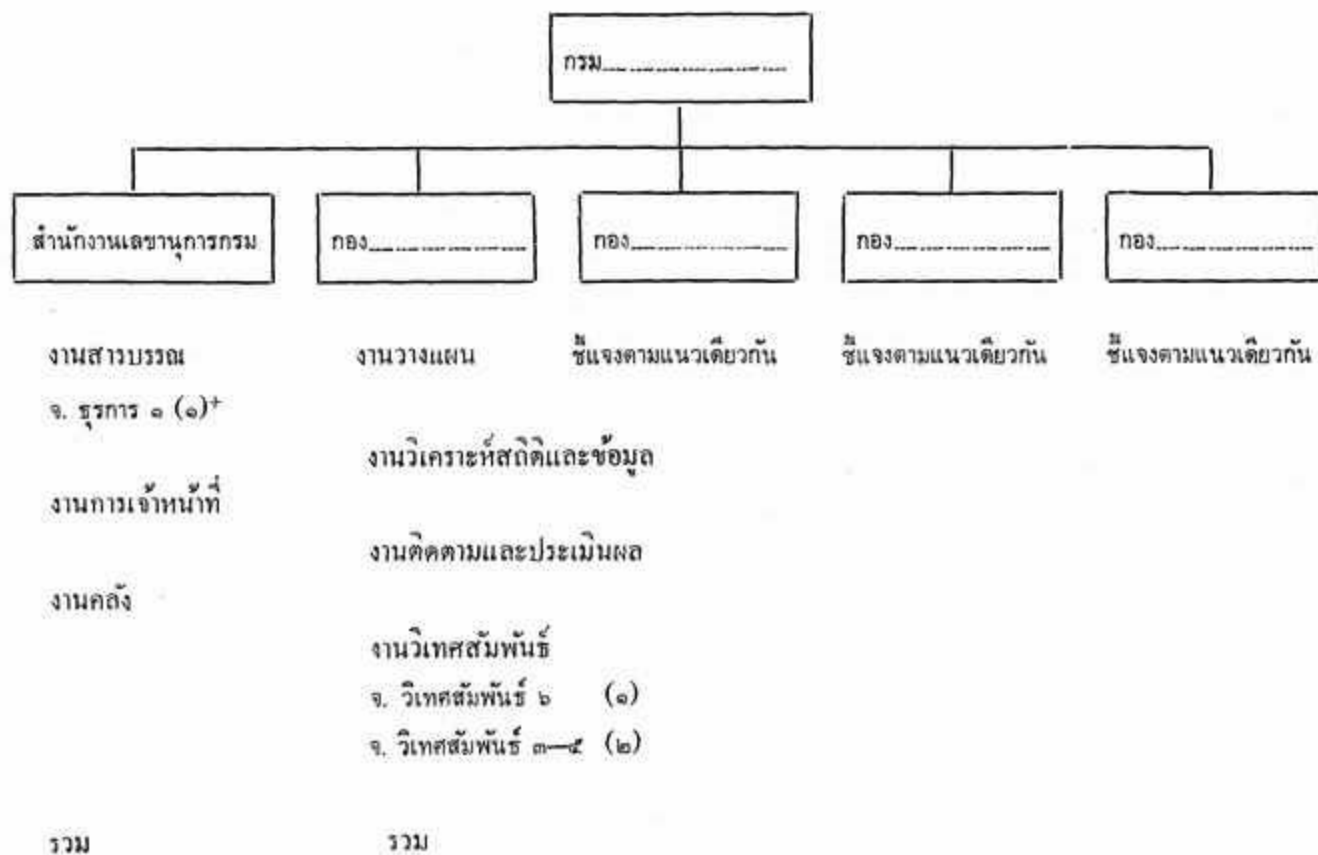 กรม....................
สำนักงานเลขานุการกรม
กอง....................
กอง....................
กอง....................
กอง....................
งานสารบรรณ
จ. ธุรการ ๑ (๑)+
งานการเจ้าหน้าที่
งานคลัง
รวม
งานวางแผน
งานวิเคราะห์สถิติและข้อมูล
งานติดตามและประเมินผล
งานวิเทศสัมพันธ์
จ. วิเทศสัมพันธ์ ๖ (๑)
จ. วิเทศสัมพันธ์ ๓—๕ (๒)
รวม
ชี้แจงตามแนวเดียวกัน
ชี้แจงตามแนวเดียวกัน
ชี้แจงตามแนวเดียวกัน